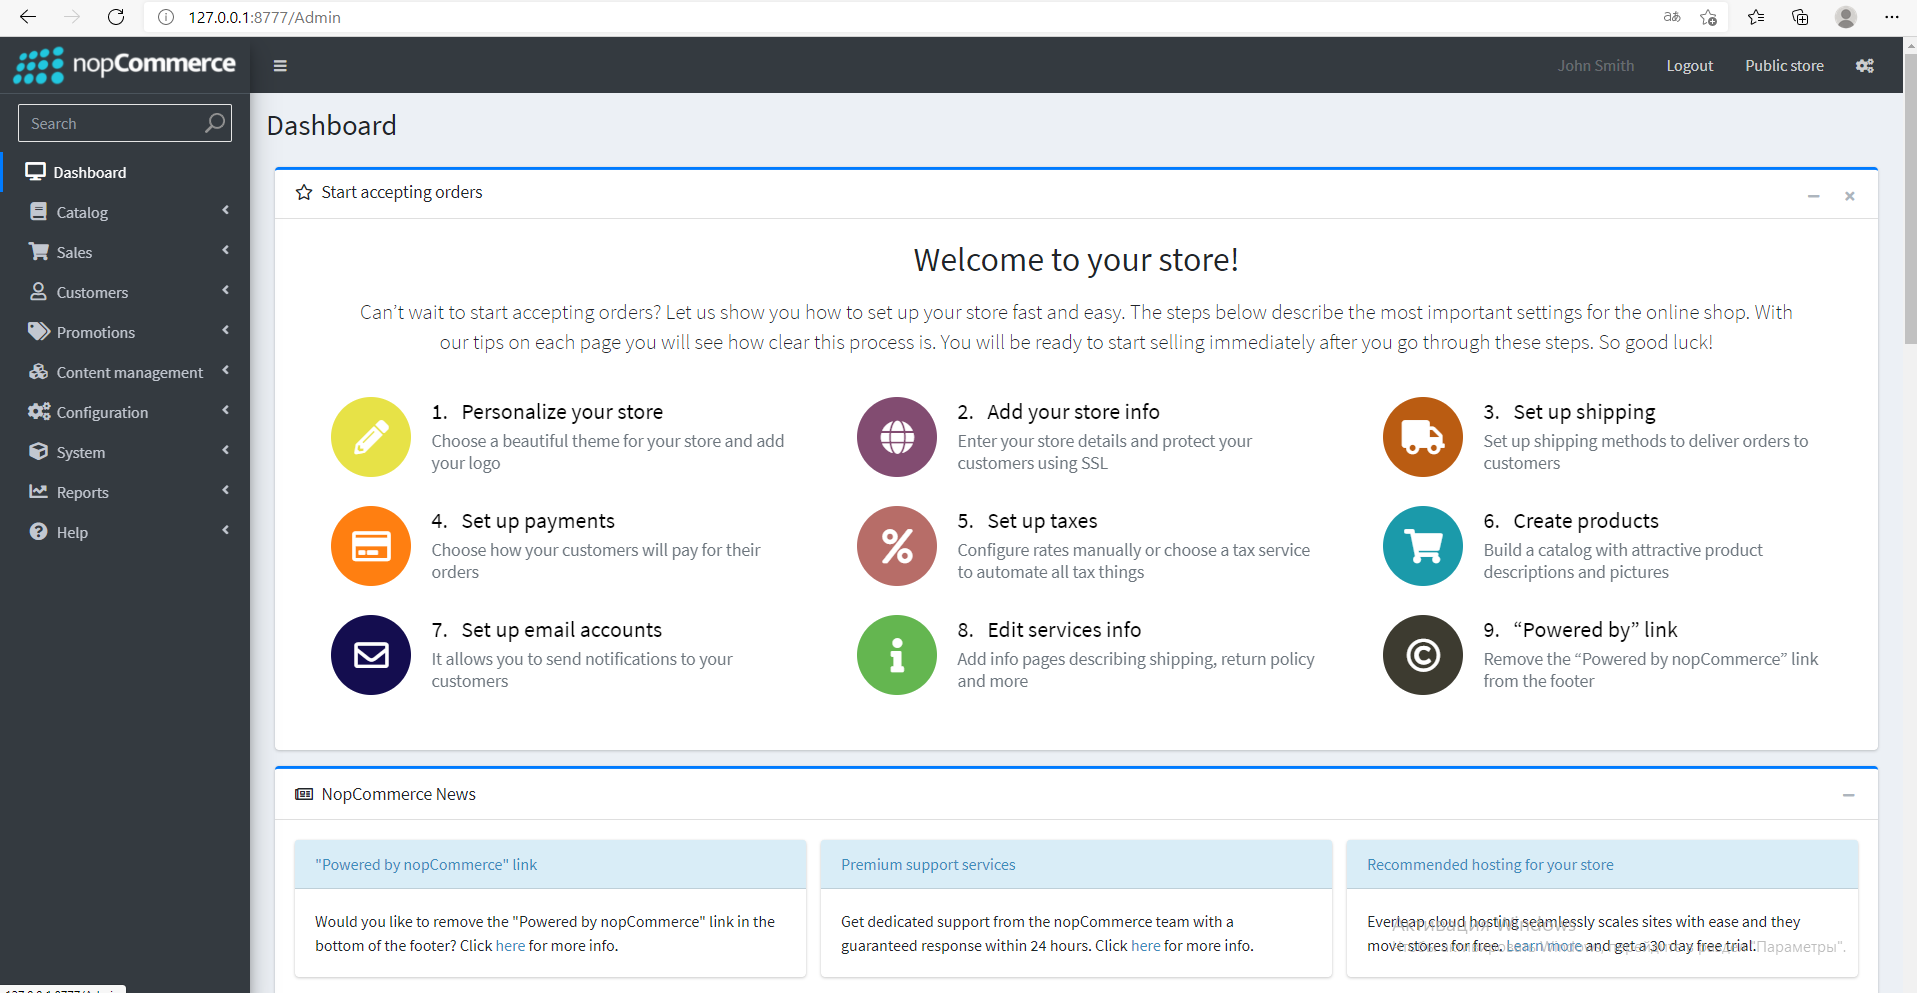 127.0.0.1:8777/Admin
nopCommerce
John Smith
Logout
Public store
Search
Dashboard
Catalog
Sales
Customers
Promotions
Content management
Configuration
System
Reports
Help
Dashboard
Start accepting orders
Welcome to your store!
Can’t wait to start accepting orders? Let us show you how to set up your store fast and easy. The steps below describe the most important settings for the online shop. With
our tips on each page you will see how clear this process is. You will be ready to start selling immediately after you go through these steps. So good luck!
1. Personalize your store
Choose a beautiful theme for your store and add
your logo
2. Add your store info
Enter your store details and protect your
customers using SSL
3. Set up shipping
Set up shipping methods to deliver orders to
customers
4. Set up payments
Choose how your customers will pay for their
orders
5. Set up taxes
Configure rates manually or choose a tax service
to automate all tax things
6. Create products
Build a catalog with attractive product
descriptions and pictures
7. Set up email accounts
It allows you to send notifications to your
customers
8. Edit services info
Add info pages describing shipping, return policy
and more
9. “Powered by” link
Remove the “Powered by nopCommerce” link
from the footer
NopCommerce News
"Powered by nopCommerce" link
Would you like to remove the "Powered by nopCommerce" link in the
bottom of the footer? Click here for more info.
Premium support services
Get dedicated support from the nopCommerce team with a
guaranteed response within 24 hours. Click here for more info.
Recommended hosting for your store
Everleap cloud hosting seamlessly scales sites with ease and they
move stores for free. Learn more and get a 30 day free trial.
Активация Windows
"Параметры".